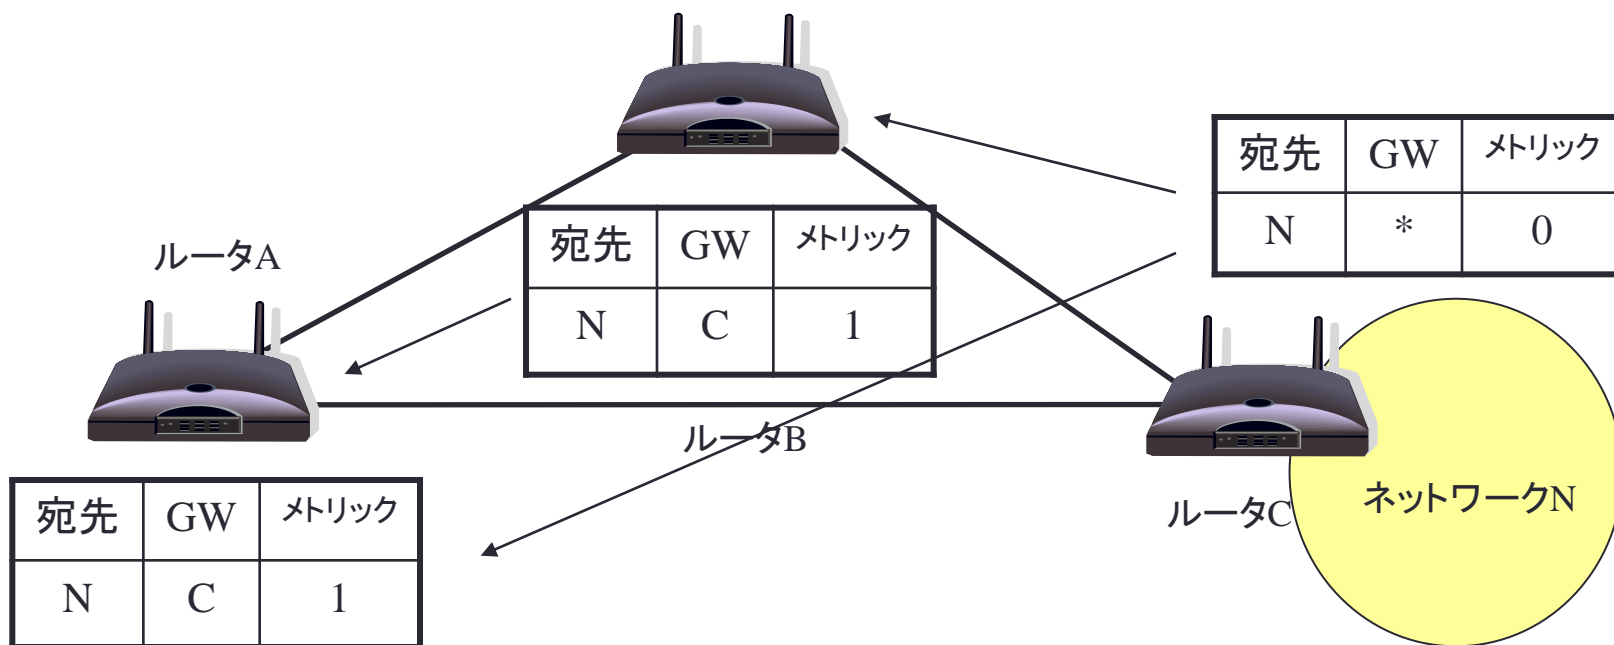 宛先 GW メトリック
N * 0
宛先 GW メトリック
N C 1
ルータA
ルータB
ルータC
ネットワークN
宛先 GW メトリック
N C 1